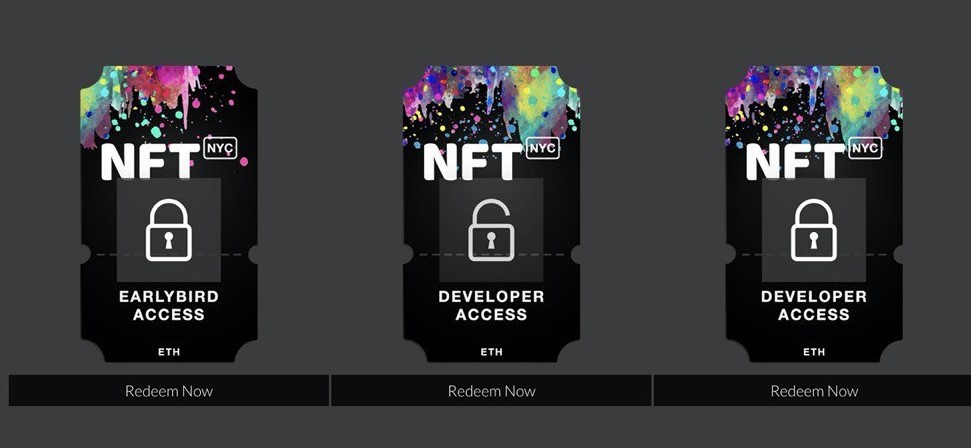 NFT NYC
EARLYBIRD
ACCESS
ETH
Redeem Now
NFT NYC
DEVELOPER
ACCESS
ETH
Redeem Now
NFT NYC
DEVELOPER
ACCESS
ETH
Redeem Now